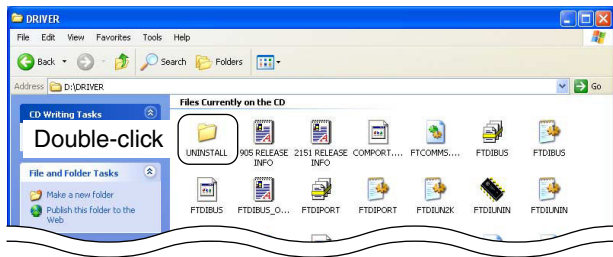 DRIVER
File Edit View Favorites Tools Help
Back Search Folders
Address D:\DRIVER Go
Files Currently on the CD
CD Writing Tasks
Double-click
UNINSTALL 905 RELEASE INFO 2151 RELEASE INFO COMPORT.... FTCOMMS.... FTDIBUS FTDIBUS
File and Folder Tasks
Make a new folder
Publish this folder to the Web
FTDIBUS FTDIBUS_O... FTDIPORT FTDIPORT FTDIUN2K FTDIUNIN FTDIUNIN